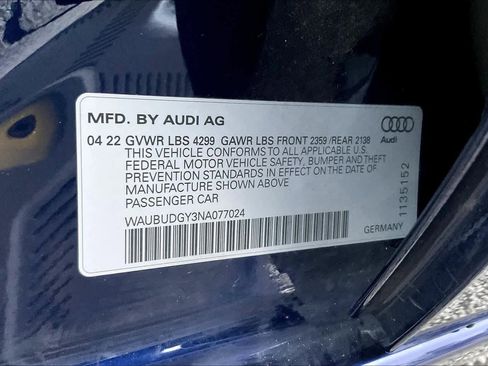 MFD. BY AUDI AG
Audi
04 22 GVWR LBS 4299 GAWR LBS FRONT 2359 /REAR 2138
THIS VEHICLE CONFORMS TO ALL APPLICABLE U.S.
FEDERAL MOTOR VEHICLE SAFETY, BUMPER AND THEFT
PREVENTION STANDARDS IN EFFECT ON THE DATE OF
MANUFACTURE SHOWN ABOVE
PASSENGER CAR
WAUBUDGY3NA077024
GERMANY
1135152